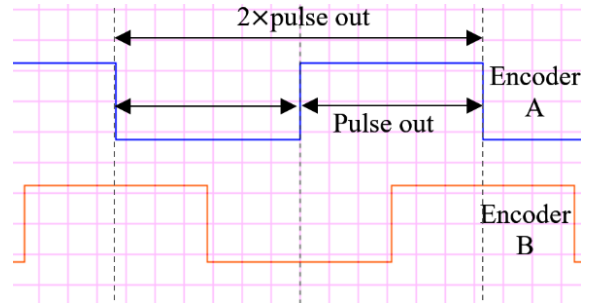 2×pulse out
Encoder
A
Pulse out
Encoder
B